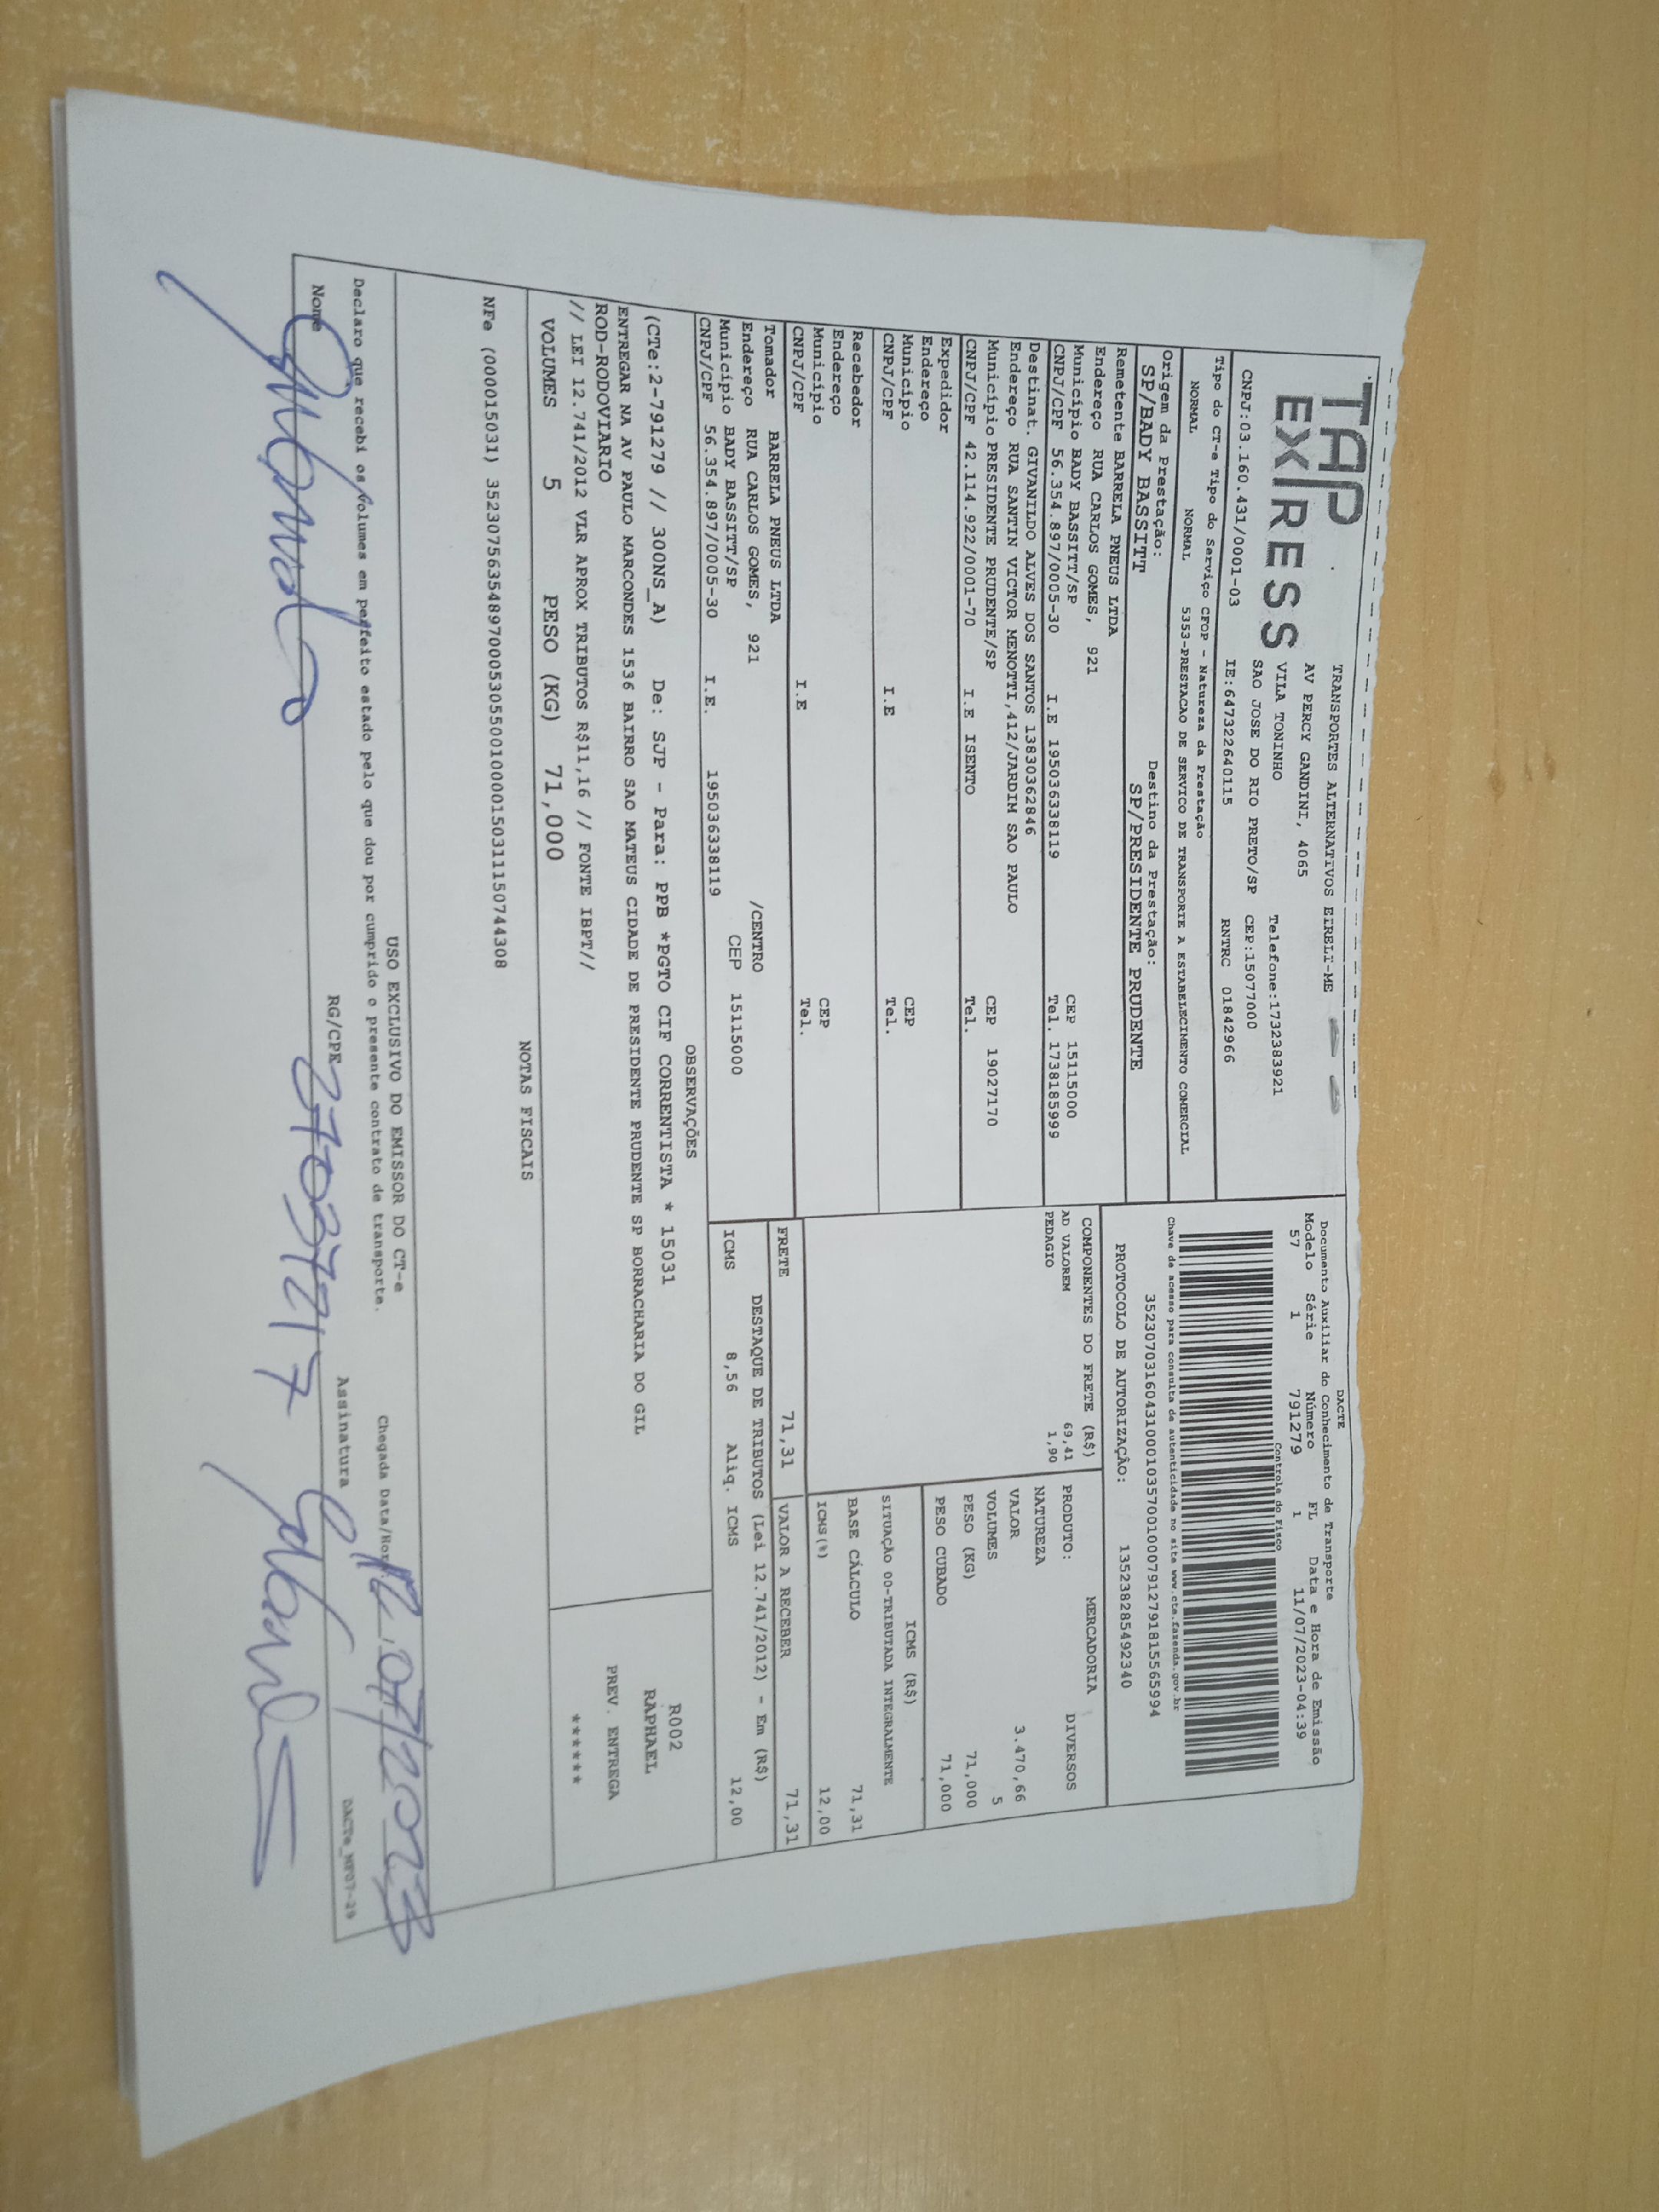 TAP
EXPRESS
TRANSPORTES ALTERNATIVOS EIRELI-ME
AV PERCY GANDINI, 4065
VILA TONINHO Telefone:1732383921
SAO JOSE DO RIO PRETO/SP CEP:15077000
CNPJ:03.160.431/0001-03 IE:647322640115 RNTRC 01842966
Tipo do CT-e Tipo do Serviço CFOP - Natureza da Prestação
NORMAL NORMAL 5353-PRESTACAO DE SERVICO DE TRANSPORTE A ESTABELECIMENTO COMERCIAL
Origem da Prestação: Destino da Prestação:
SP/BADY BASSITT SP/PRESIDENTE PRUDENTE
Remetente BARRELA PNEUS LTDA
Endereço RUA CARLOS GOMES, 921
Município BADY BASSITT/SP CEP 15115000
CNPJ/CPF 56.354.897/0005-30 I.E 195036338119 Tel. 1738185999
Destinat. GIVANILDO ALVES DOS SANTOS 13830362846
Endereço RUA SANTIN VICTOR MENOTTI,412/JARDIM SAO PAULO
Município PRESIDENTE PRUDENTE/SP CEP 19027170
CNPJ/CPF 42.114.922/0001-70 I.E ISENTO Tel.
Expedidor
Endereço
Município CEP
CNPJ/CPF I.E Tel.
Recebedor
Endereço
Município CEP
CNPJ/CPF I.E Tel.
Tomador BARRELA PNEUS LTDA
Endereço RUA CARLOS GOMES, 921 /CENTRO
Município BADY BASSITT/SP CEP 15115000
CNPJ/CPF 56.354.897/0005-30 I.E. 195036338119
DACTE
Documento Auxiliar do Conhecimento de Transporte
Modelo Série Número FL Data e Hora de Emissão
57 1 791279 1 11/07/2023-04:39
Controle do Fisco
Chave de acesso para consulta de autenticidade no site www.cte.fazenda.gov.br
35230703160431000103570010007912791815565994
PROTOCOLO DE AUTORIZAÇÃO: 135238285492340
COMPONENTES DO FRETE (R$)
AD VALOREM 69,41
PEDAGIO 1,90
MERCADORIA
PRODUTO: DIVERSOS
NATUREZA
VALOR 3.470,66
VOLUMES 5
PESO (KG) 71,000
PESO CUBADO 71,000
ICMS (R$)
SITUAÇÃO 00-TRIBUTADA INTEGRALMENTE
BASE CÁLCULO 71,31
ICMS(%) 12,00
FRETE 71,31 VALOR A RECEBER 71,31
DESTAQUE DE TRIBUTOS (Lei 12.741/2012) - Em (R$)
ICMS 8,56 Aliq. ICMS 12,00
OBSERVAÇÕES
(CTe:2-791279 // 300NS_A) De: SJP - Para: PPB *PGTO CIF CORRENTISTA * 15031
ENTREGAR NA AV PAULO MARCONDES 1536 BAIRRO SAO MATEUS CIDADE DE PRESIDENTE PRUDENTE SP BORRACHARIA DO GIL
ROD-RODOVIARIO
// LEI 12.741/2012 VLR APROX TRIBUTOS R$11,16 // FONTE IBPT//
R002
RAPHAEL
PREV. ENTREGA
******
VOLUMES 5 PESO (KG) 71,000
NOTAS FISCAIS
NFe (000015031) 35230756354897000530550010000150311150744308
USO EXCLUSIVO DO EMISSOR DO CT-e
Declaro que recebi os volumes em perfeito estado pelo que dou por cumprido o presente contrato de transporte.
Chegada Data/Hora 12.07/2023
Nome RG/CPF Assinatura
DACTe_MF07-29